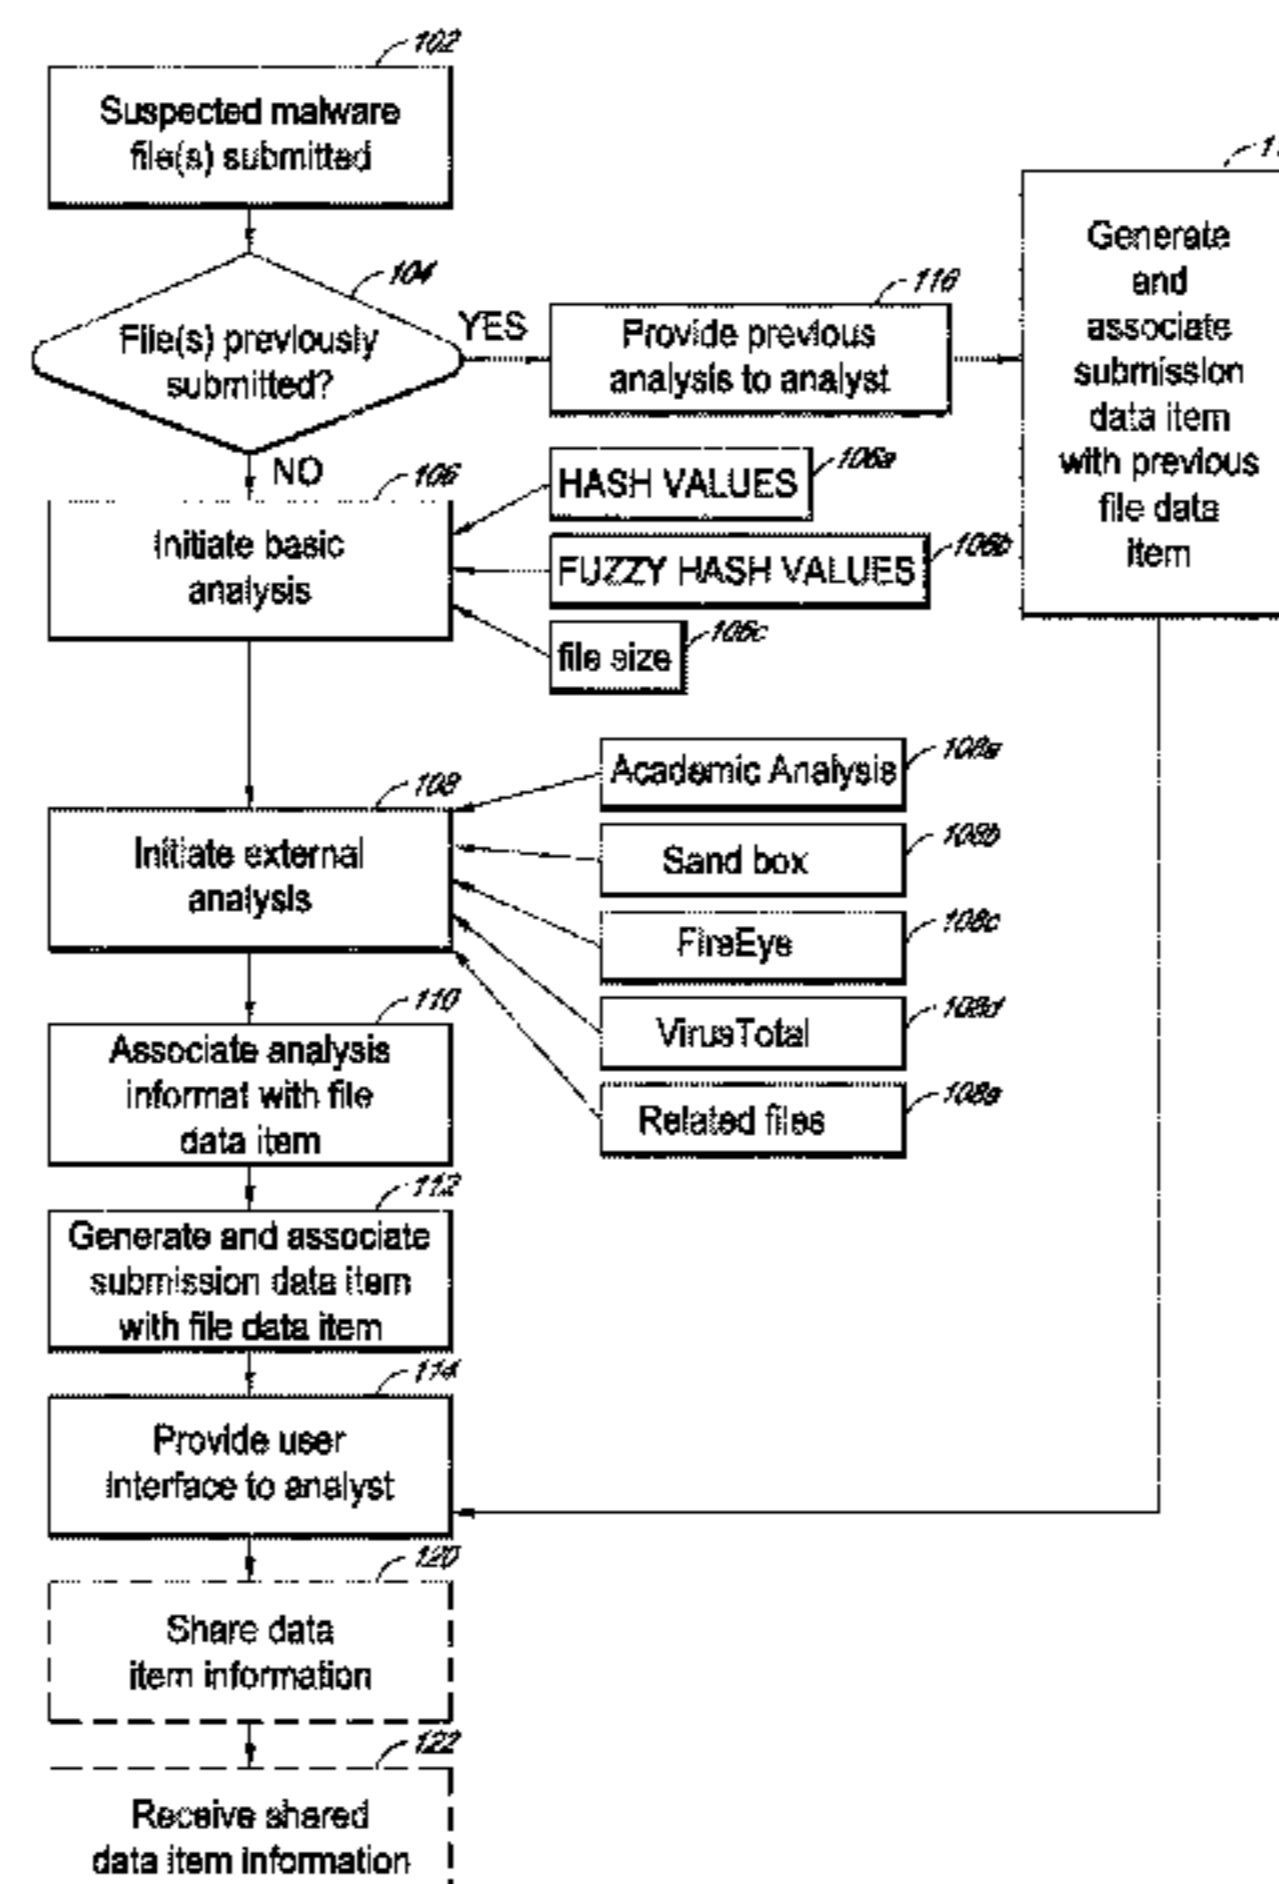 102
Suspected malware
file(s) submitted
104
File(s) previously
submitted?
YES
116
Provide previous
analysis to analyst
Generate
and
associate
submission
data item
with previous
file data
item
NO
106
Initiate basic
analysis
106a
HASH VALUES
106b
FUZZY HASH VALUES
106c
file size
108
Initiate external
analysis
108a
Academic Analysis
108b
Sand box
108c
FireEye
108d
VirusTotal
108e
Related files
110
Associate analysis
informat with file
data item
112
Generate and associate
submission data item
with file data item
114
Provide user
interface to analyst
120
Share data
item information
122
Receive shared
data item information